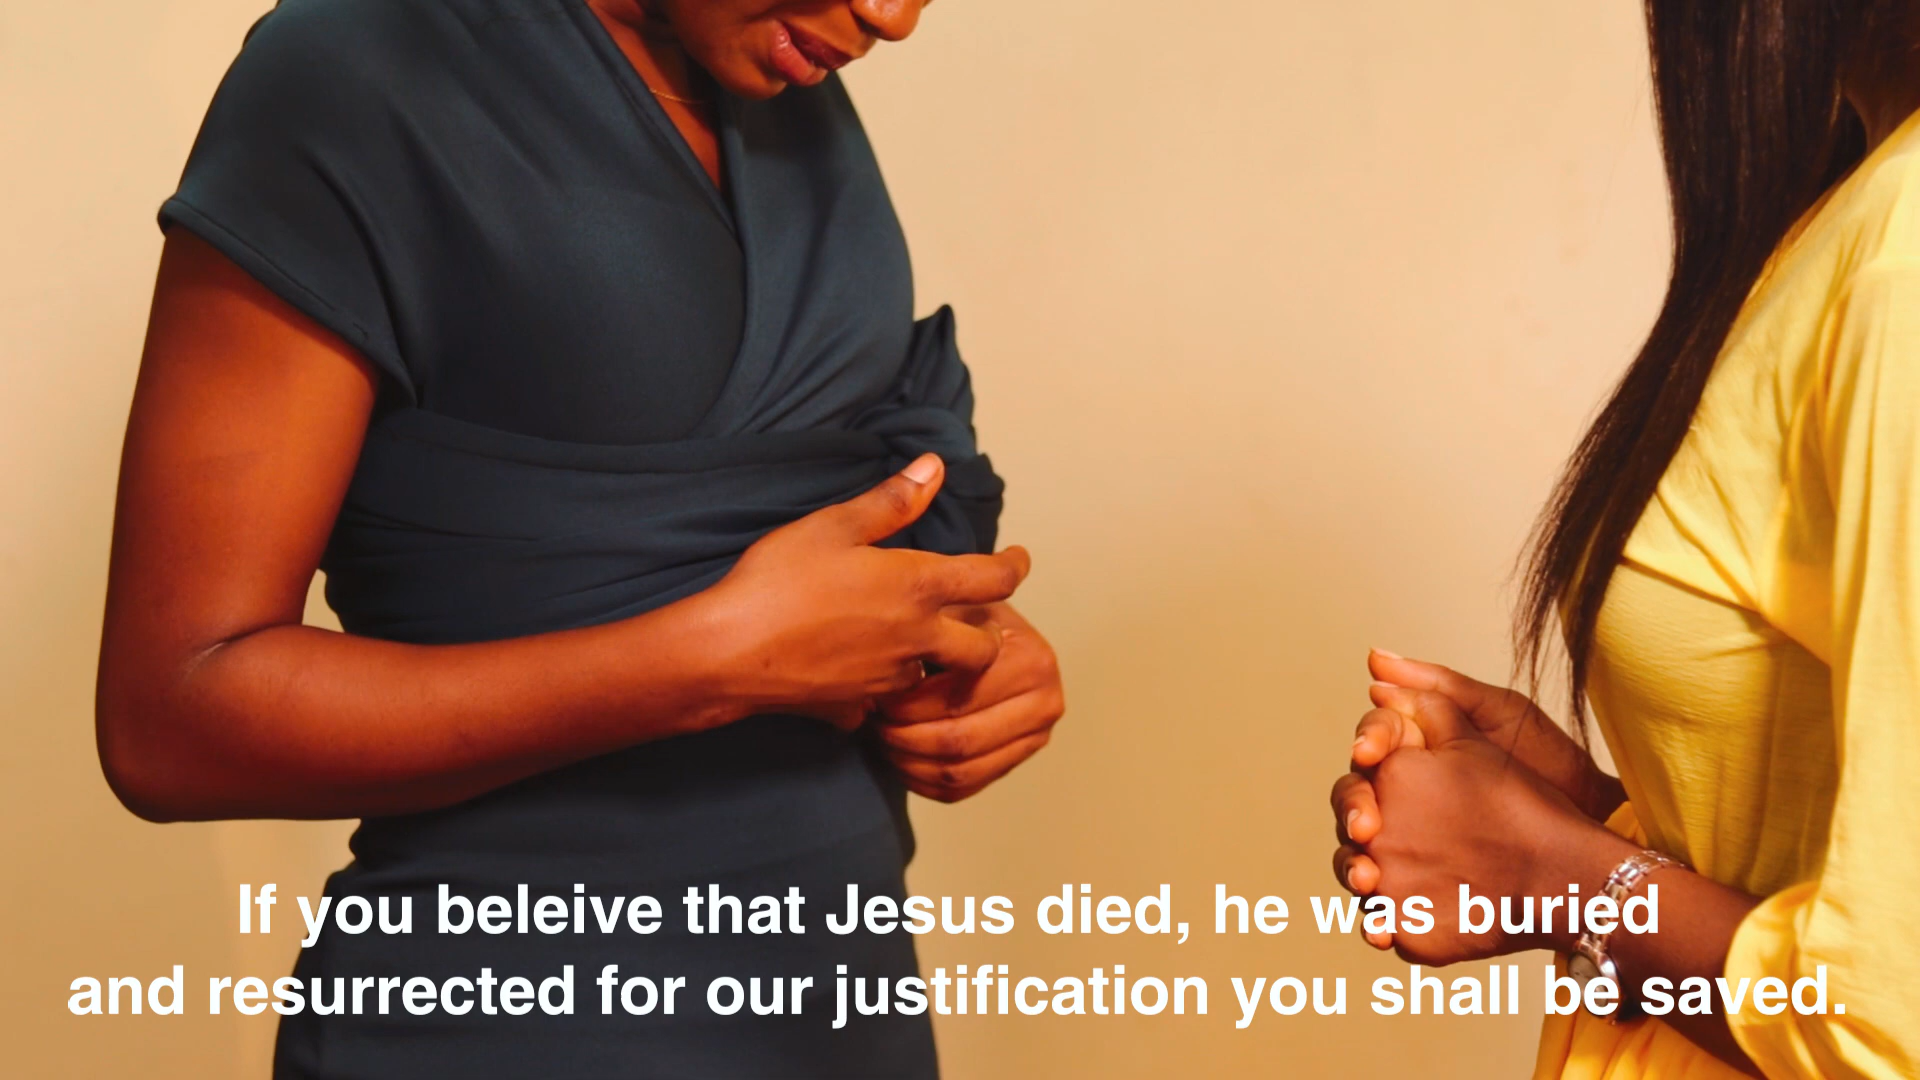 If you beleive that Jesus died, he was buried
and resurrected for our justification you shall be saved.